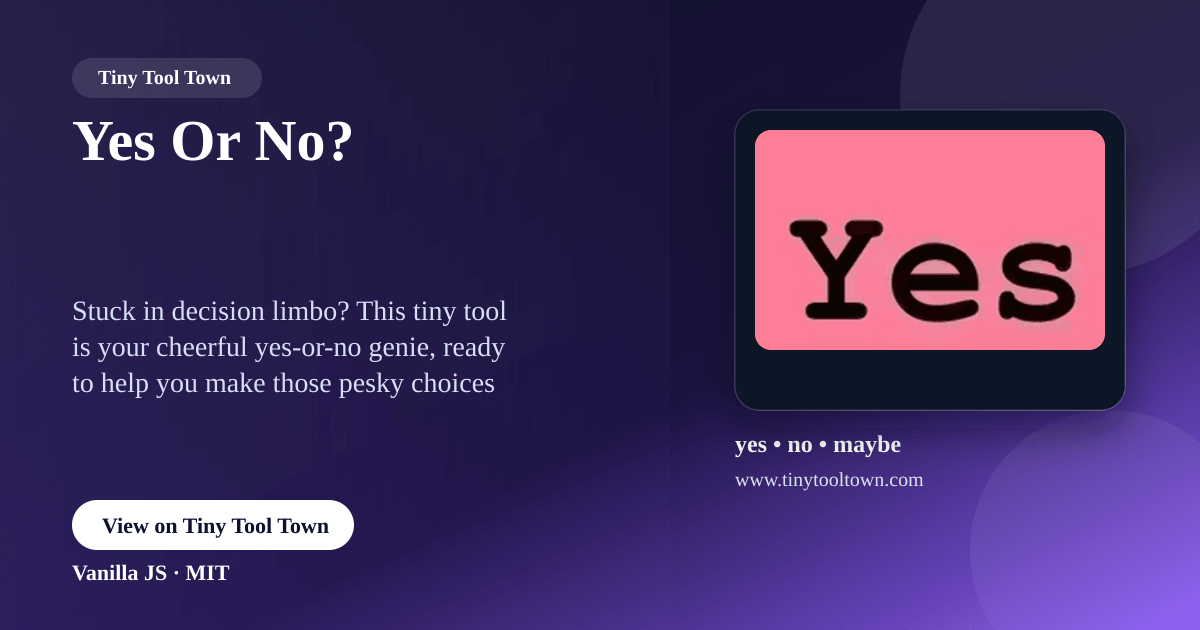 Tiny Tool Town
Yes Or No?
Stuck in decision limbo? This tiny tool
is your cheerful yes-or-no genie, ready
to help you make those pesky choices
View on Tiny Tool Town
Vanilla JS · MIT
Yes
yes • no • maybe
www.tinytooltown.com